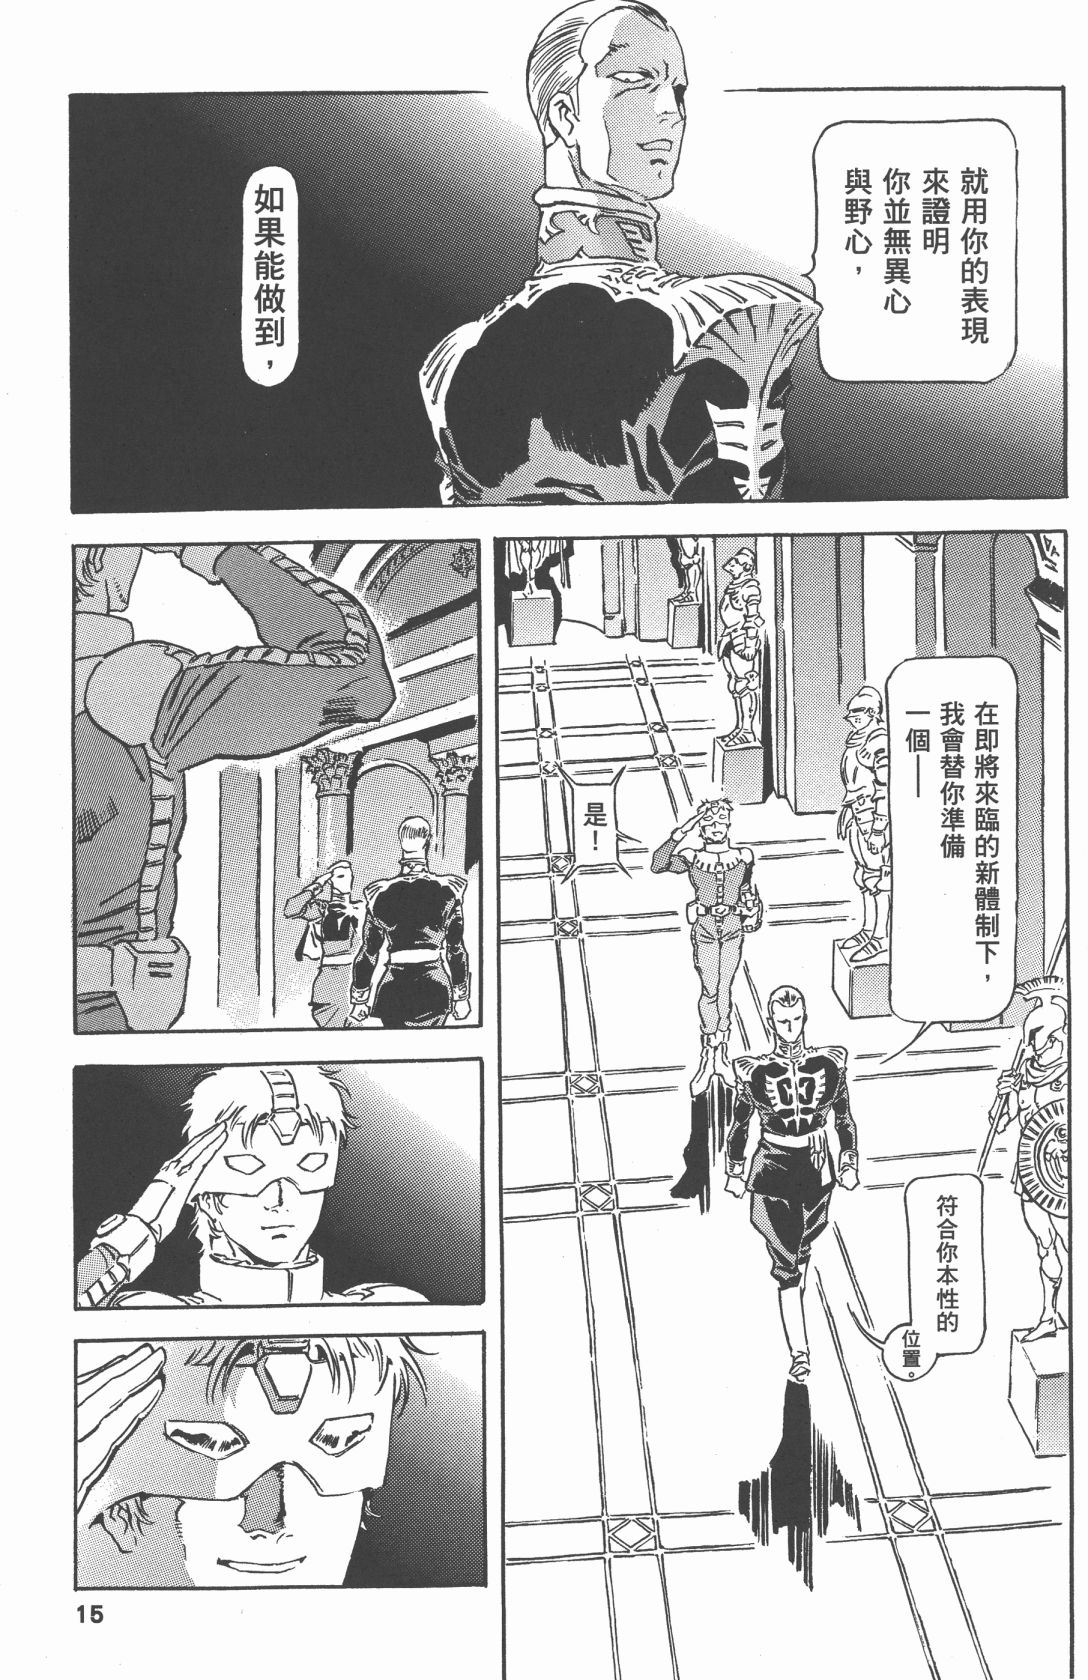 就用你的表現
來證明
你並無異心
與野心，
如果能做到，
在即將來臨的新體制下，
我會替你準備
一個——
是！
符合你本性的
位置。
15